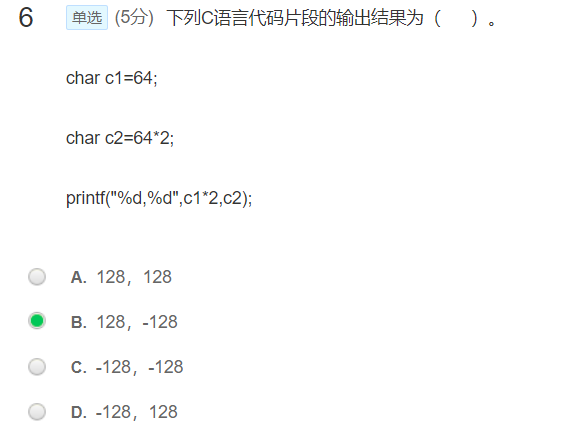 6 单选 (5分) 下列C语言代码片段的输出结果为（　　）。
char c1=64;
char c2=64*2;
printf("%d,%d",c1*2,c2);
A. 128，128
B. 128，-128
C. -128，-128
D. -128，128